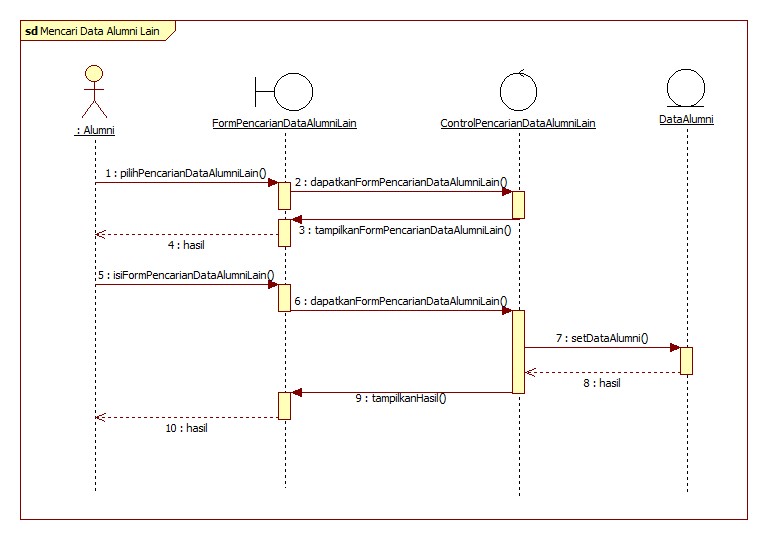 sd Mencari Data Alumni Lain
: Alumni
FormPencarianDataAlumniLain
ControlPencarianDataAlumniLain
DataAlumni
1 : pilihPencarianDataAlumniLain()
2 : dapatkanFormPencarianDataAlumniLain()
3 : tampilkanFormPencarianDataAlumniLain()
4 : hasil
5 : isiFormPencarianDataAlumniLain()
6 : dapatkanFormPencarianDataAlumniLain()
7 : setDataAlumni()
8 : hasil
9 : tampilkanHasil()
10 : hasil